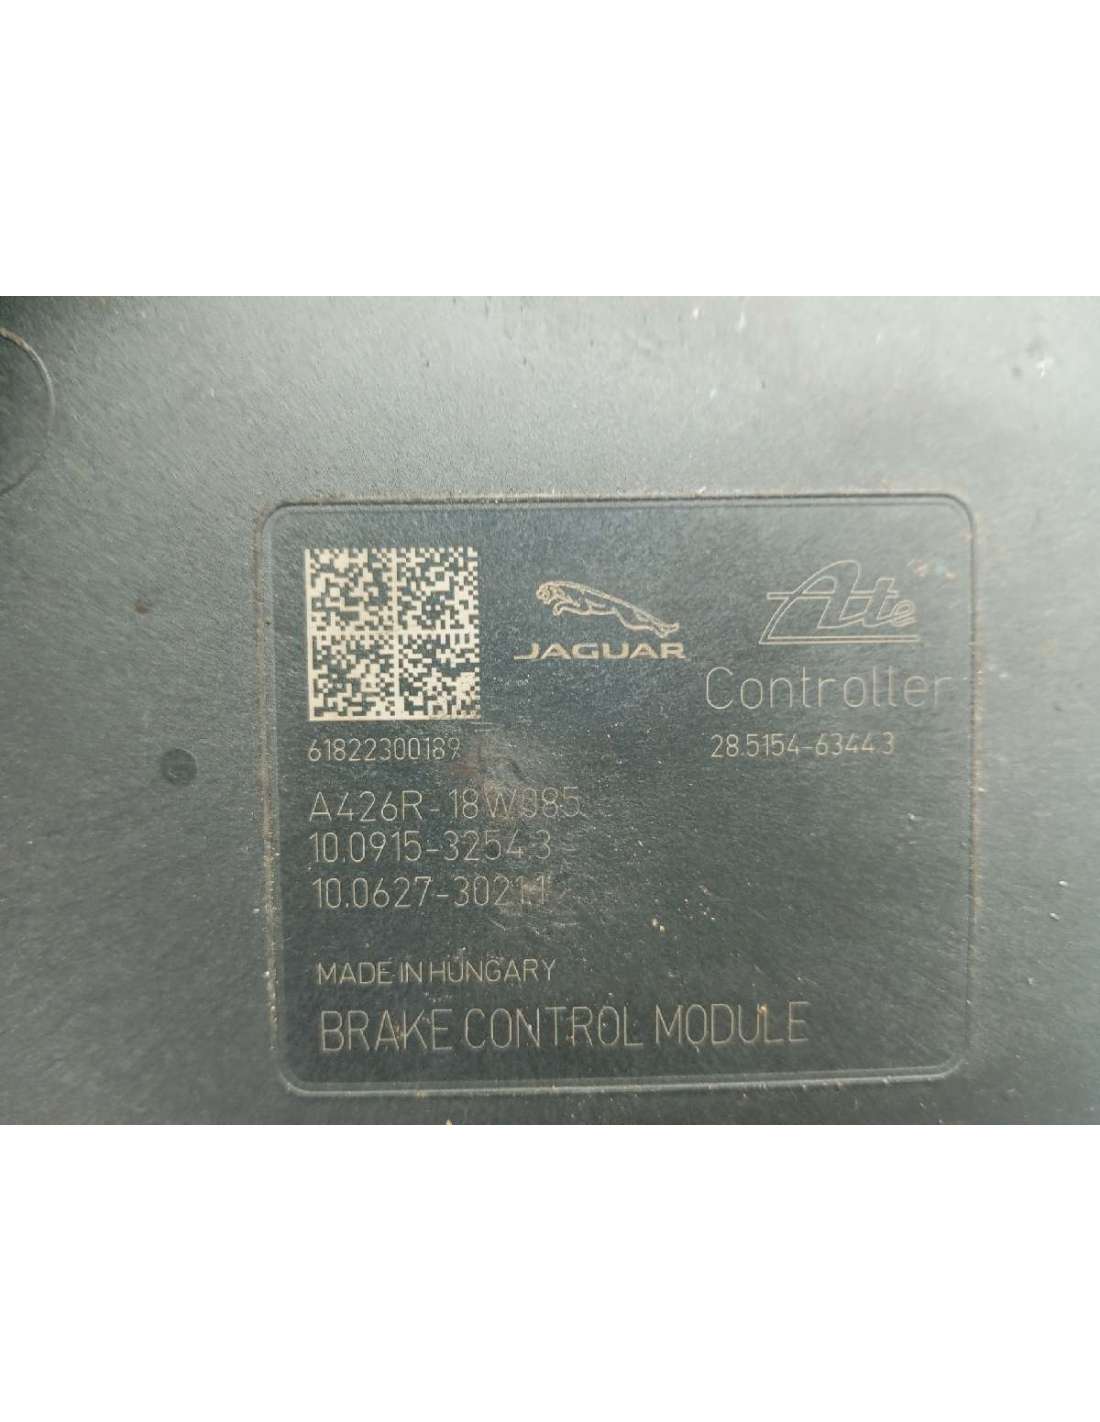 JAGUAR
Ate
Controller
61822300189
28.5154-6344.3
A426R-18W085
10.0915-3254.3
10.0627-3021.1
MADE IN HUNGARY
BRAKE CONTROL MODULE